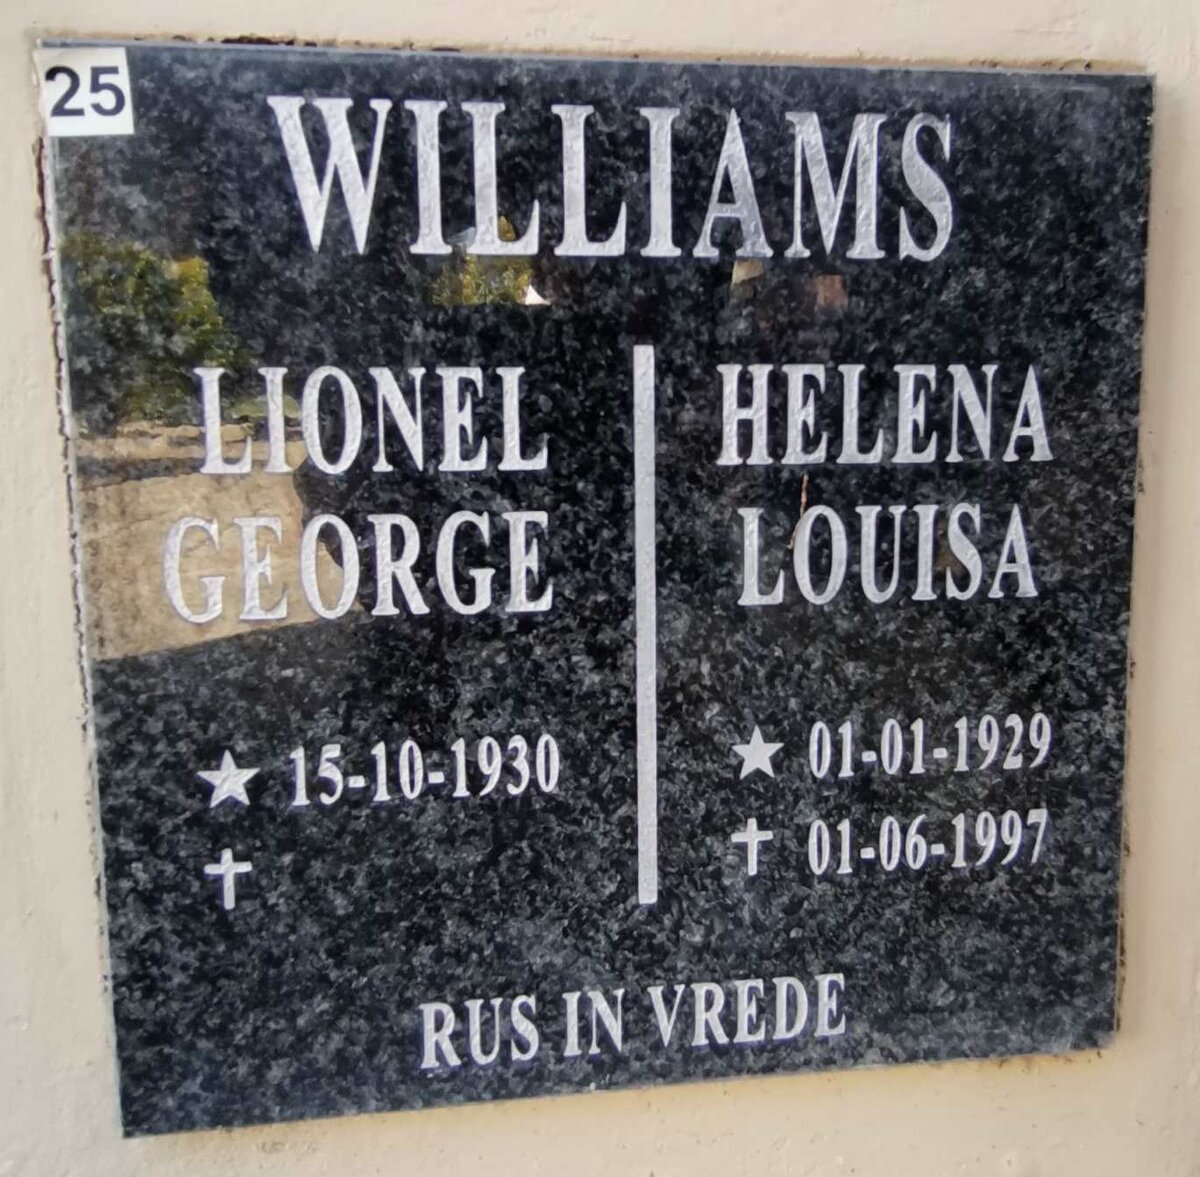 25
WILLIAMS
LIONEL
GEORGE
★ 15-10-1930
✝
HELENA
LOUISA
★ 01-01-1929
✝ 01-06-1997
RUS IN VREDE